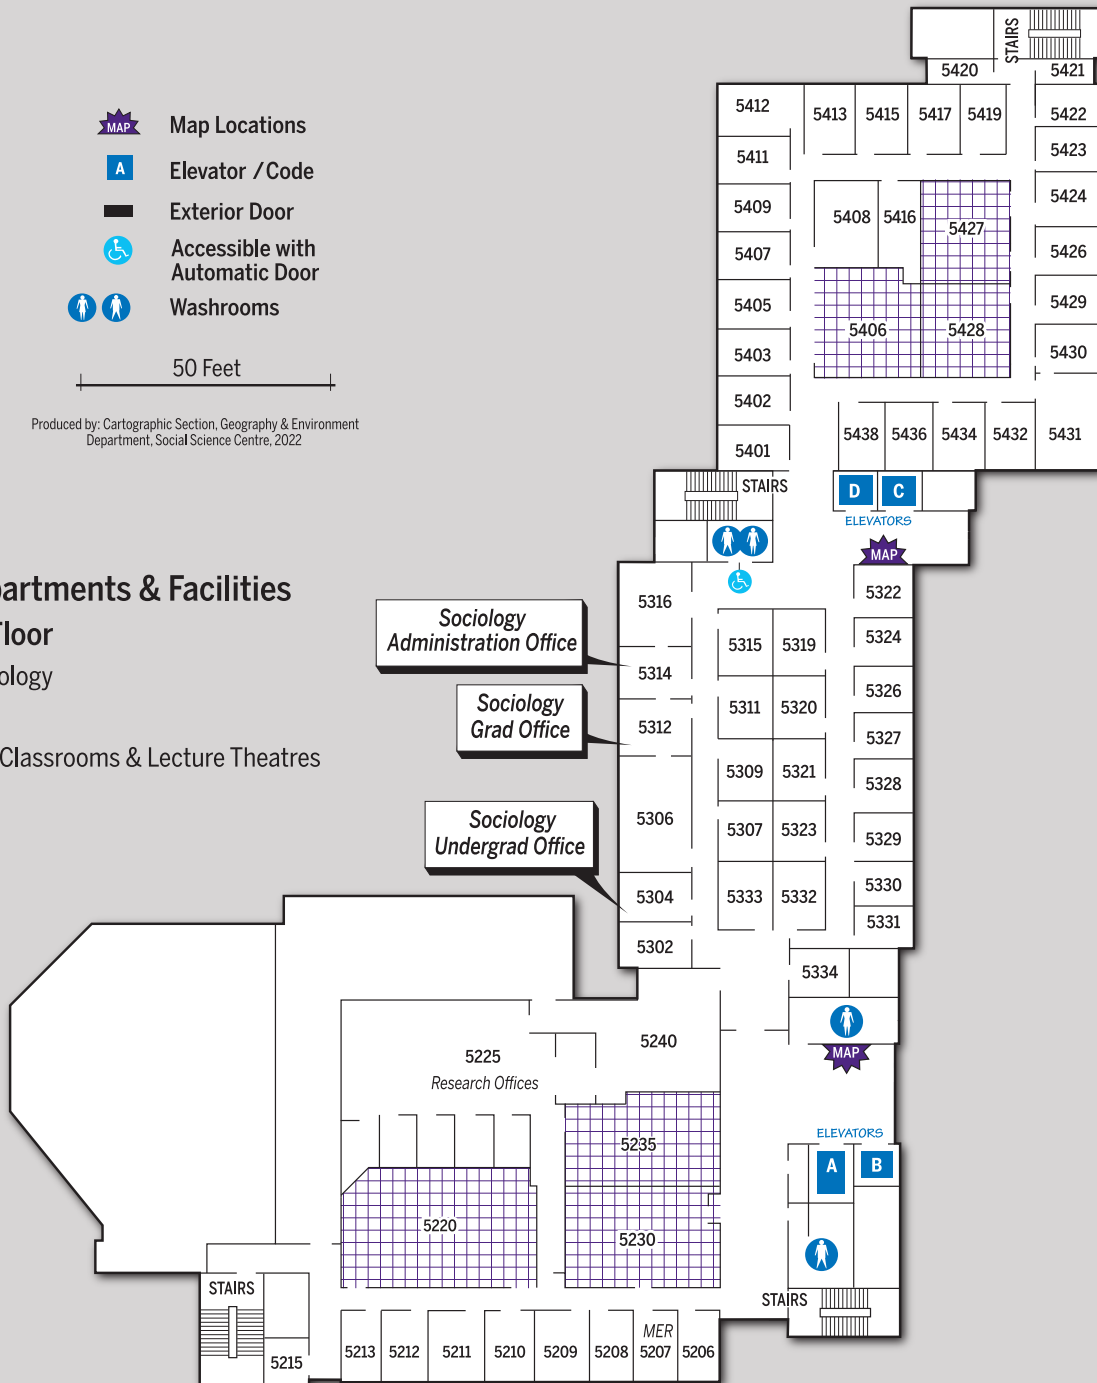 MAP
Map Locations
A
Elevator / Code
Exterior Door
Accessible with
Automatic Door
Washrooms
50 Feet
Produced by: Cartographic Section, Geography & Environment
Department, Social Science Centre, 2022
partments & Facilities
Floor
ology
Classrooms & Lecture Theatres
STAIRS
5420
5421
5412
5413
5415
5417
5419
5422
5411
5423
5409
5408
5416
5427
5424
5407
5426
5405
5406
5428
5429
5403
5430
5402
5401
5438
5436
5434
5432
5431
STAIRS
D
C
ELEVATORS
MAP
5316
5322
Sociology
Administration Office
5314
5315
5319
5324
Sociology
Grad Office
5312
5311
5320
5326
5327
5309
5321
5328
5306
5307
5323
5329
Sociology
Undergrad Office
5304
5333
5332
5330
5331
5302
5334
5240
MAP
5225
Research Offices
5235
ELEVATORS
A
B
5220
5230
STAIRS
STAIRS
5215
5213
5212
5211
5210
5209
5208
MER
5207
5206